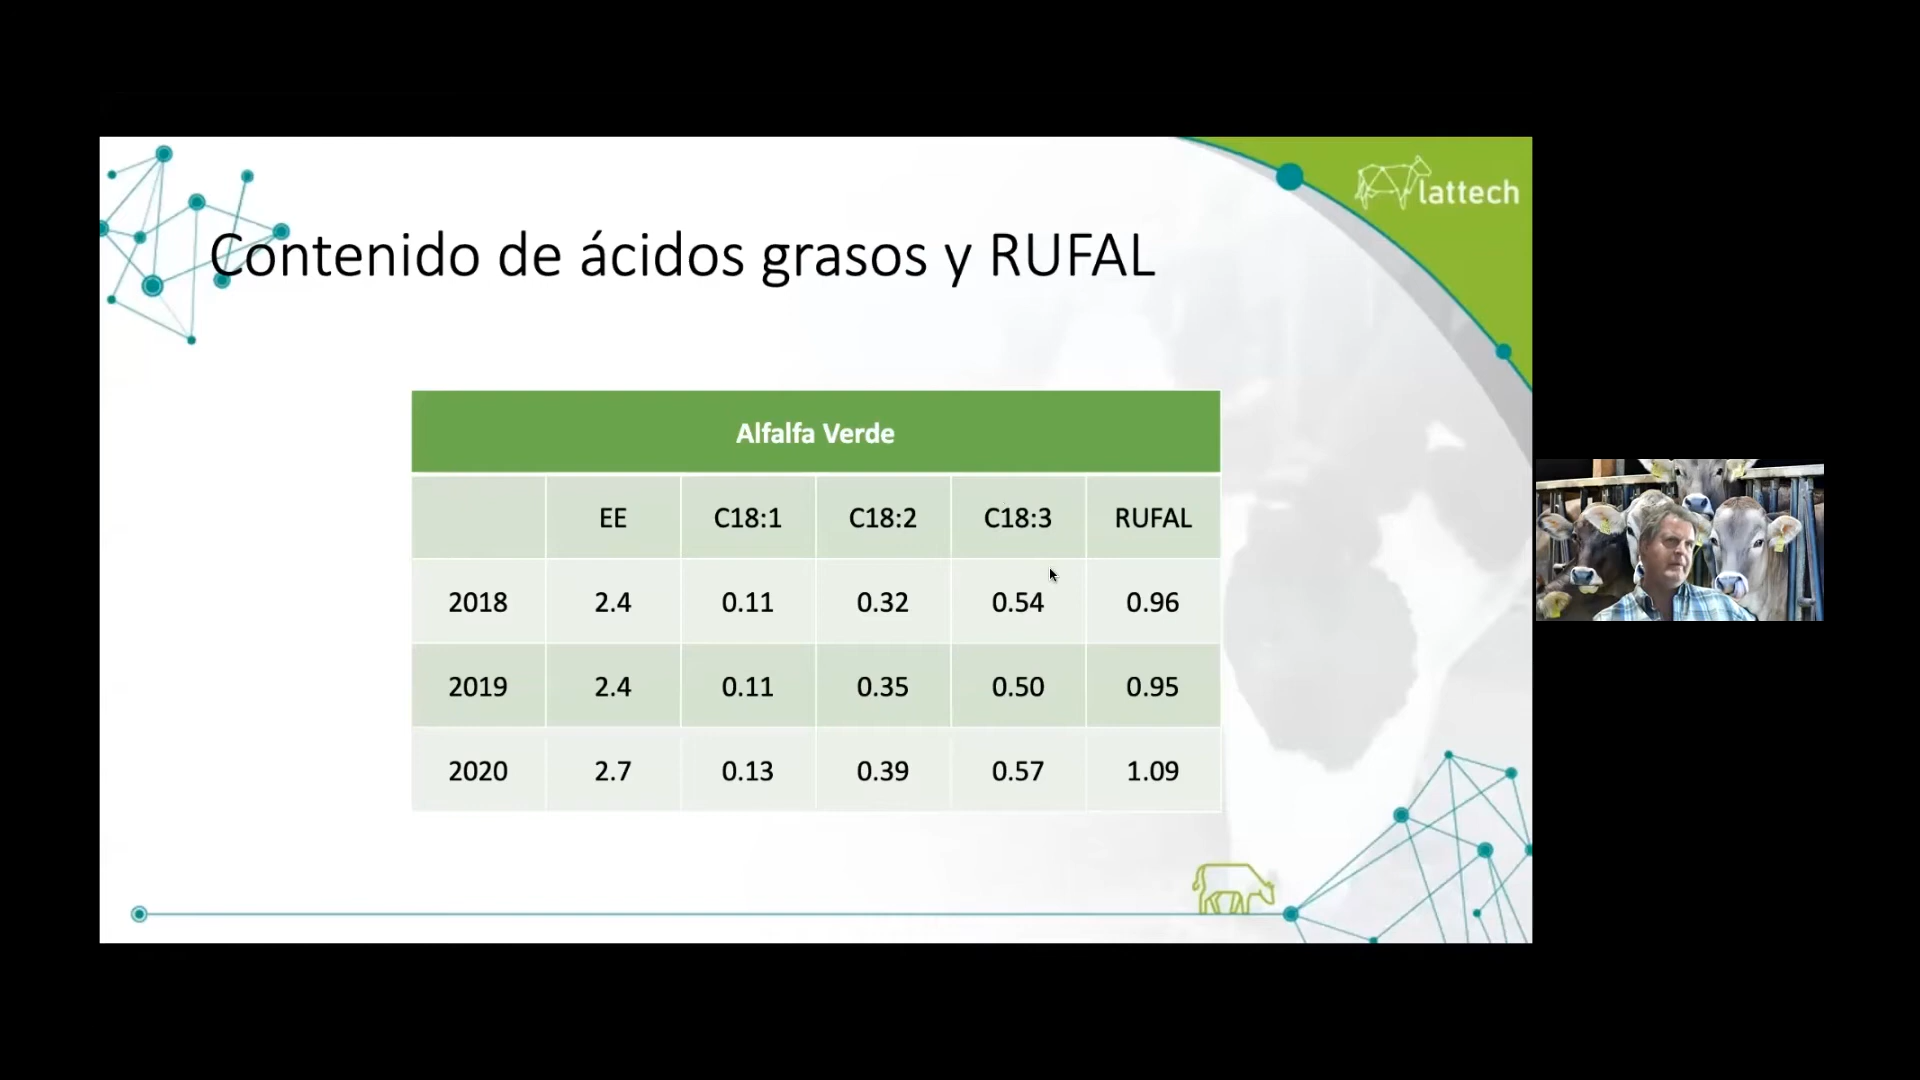 lattech
Contenido de ácidos grasos y RUFAL
Alfalfa Verde
EE C18:1 C18:2 C18:3 RUFAL
2018 2.4 0.11 0.32 0.54 0.96
2019 2.4 0.11 0.35 0.50 0.95
2020 2.7 0.13 0.39 0.57 1.09